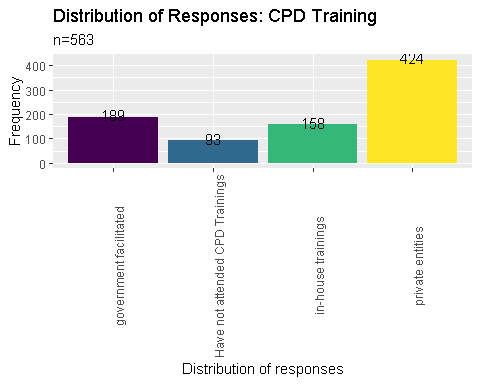 Distribution of Responses: CPD Training
n=563
Frequency
400
300
200
100
0
189
93
158
424
government facilitated
Have not attended CPD Trainings
in-house trainings
private entities
Distribution of responses